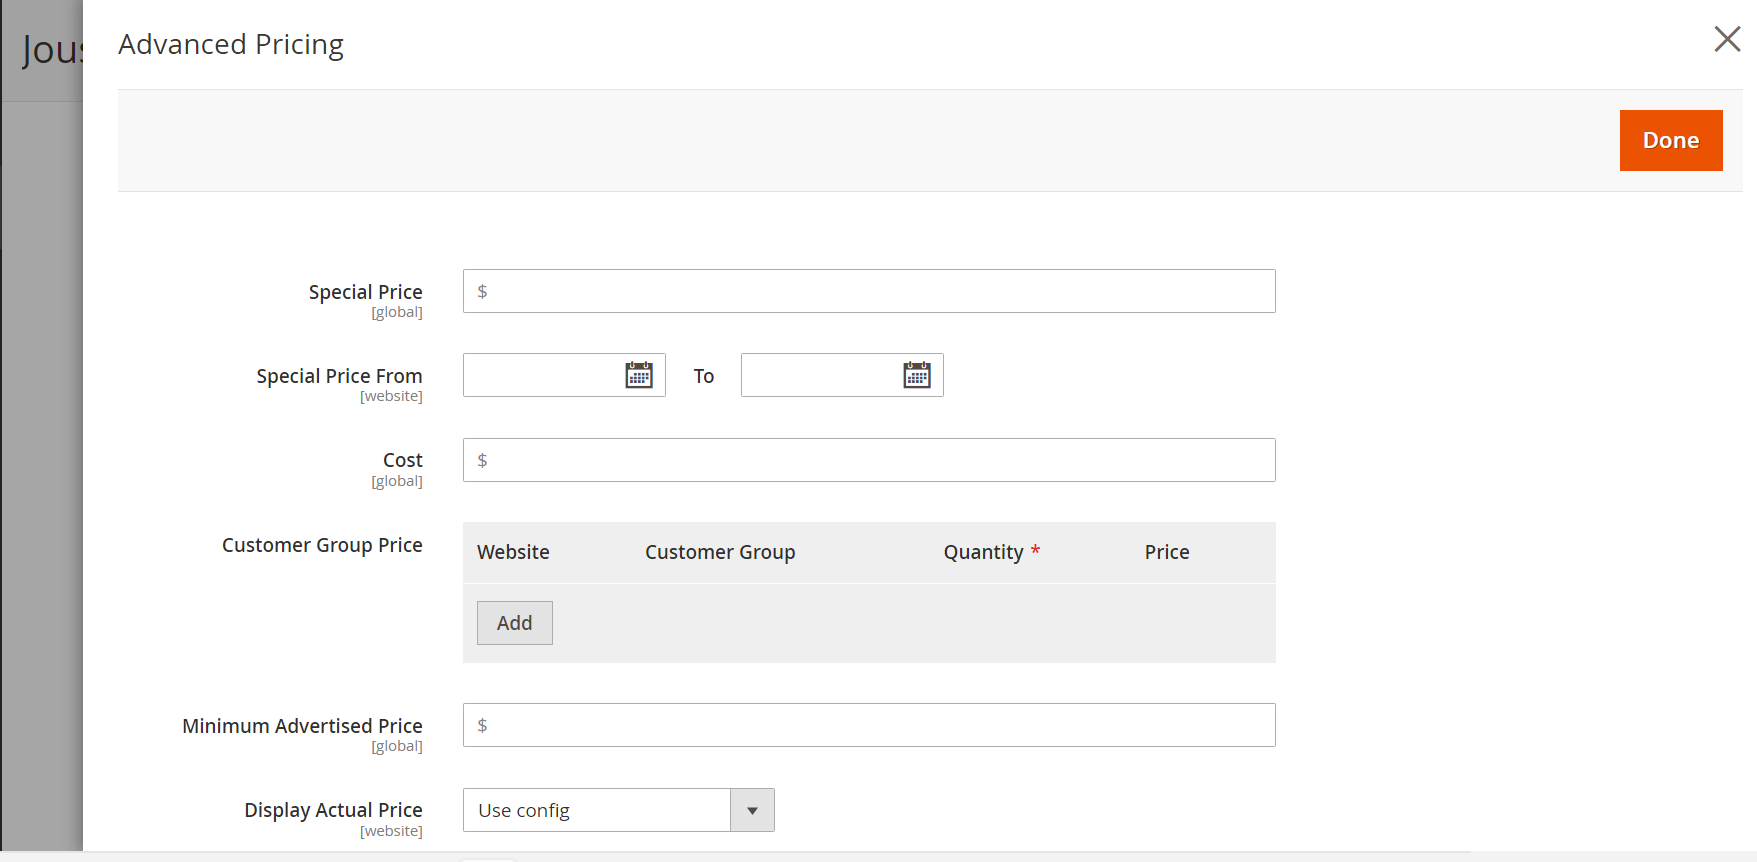 Jous
Advanced Pricing
Done
Special Price
[global]
$
Special Price From
[website]
To
Cost
[global]
$
Customer Group Price
Website Customer Group Quantity * Price
Add
Minimum Advertised Price
[global]
$
Display Actual Price
[website]
Use config